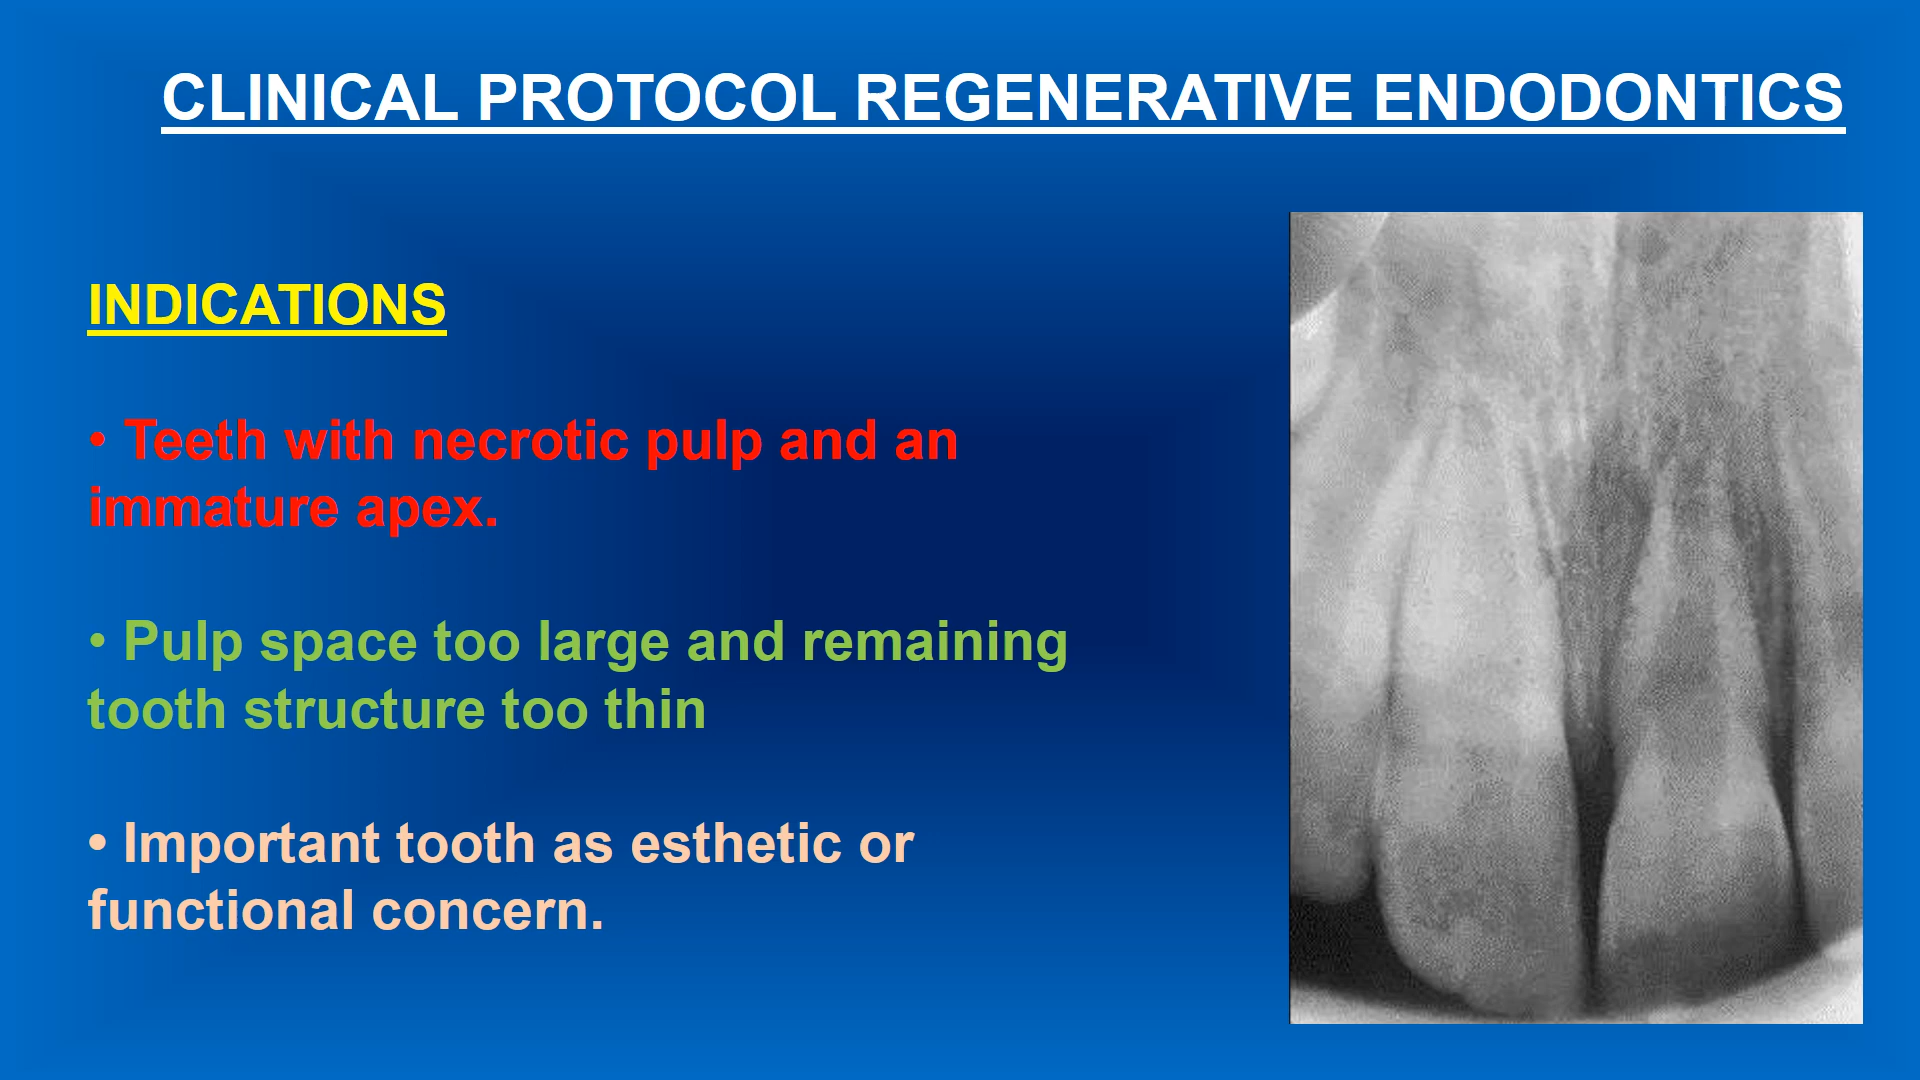 CLINICAL PROTOCOL REGENERATIVE ENDODONTICS
INDICATIONS
• Teeth with necrotic pulp and an
immature apex.
• Pulp space too large and remaining
tooth structure too thin
• Important tooth as esthetic or
functional concern.